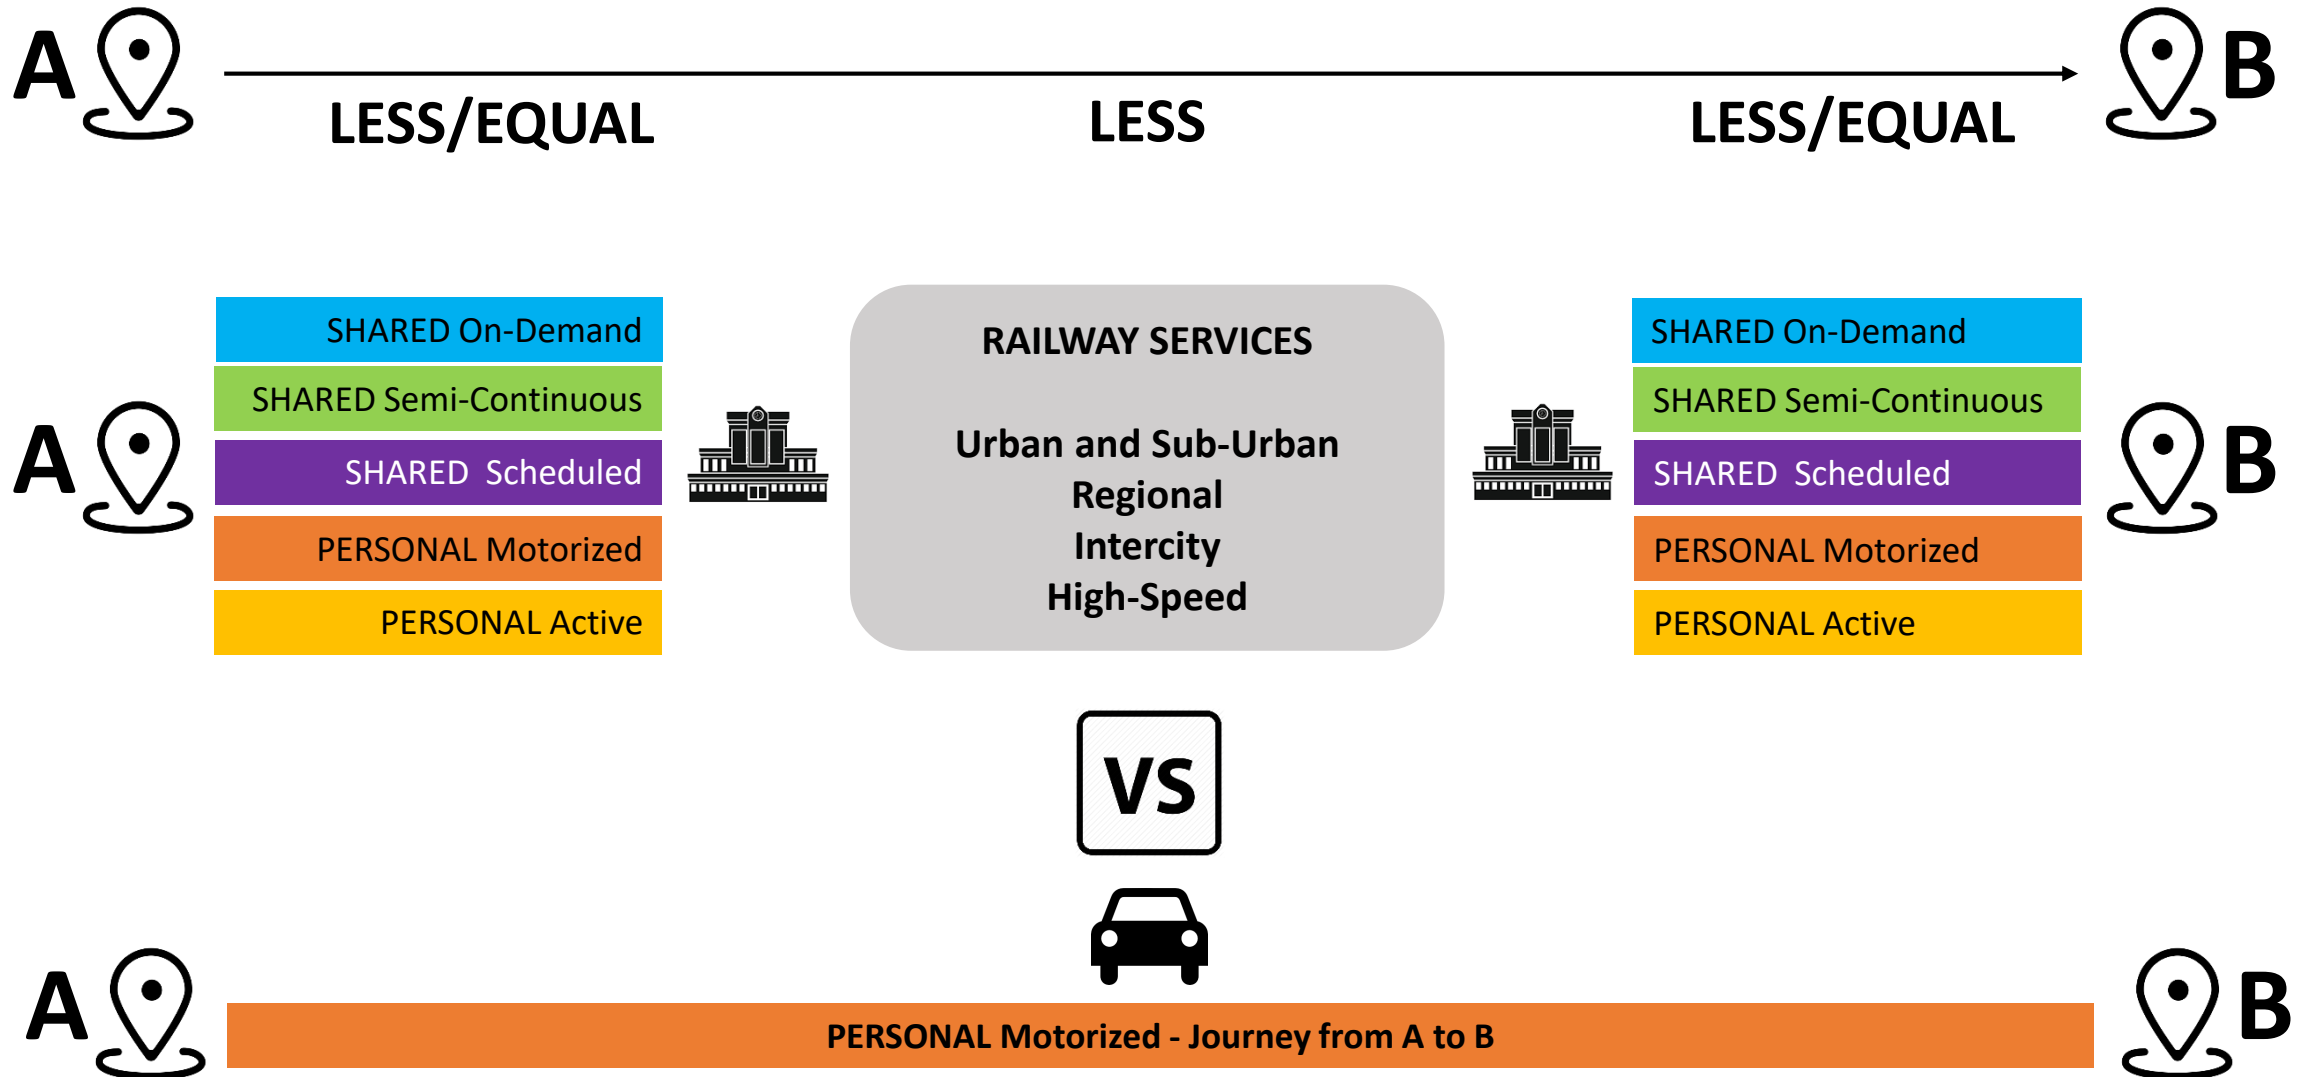 A
B
LESS/EQUAL
LESS
LESS/EQUAL
A
SHARED On-Demand
SHARED Semi-Continuous
SHARED Scheduled
PERSONAL Motorized
PERSONAL Active
RAILWAY SERVICES
Urban and Sub-Urban
Regional
Intercity
High-Speed
SHARED On-Demand
SHARED Semi-Continuous
SHARED Scheduled
PERSONAL Motorized
PERSONAL Active
B
VS
A
PERSONAL Motorized - Journey from A to B
B